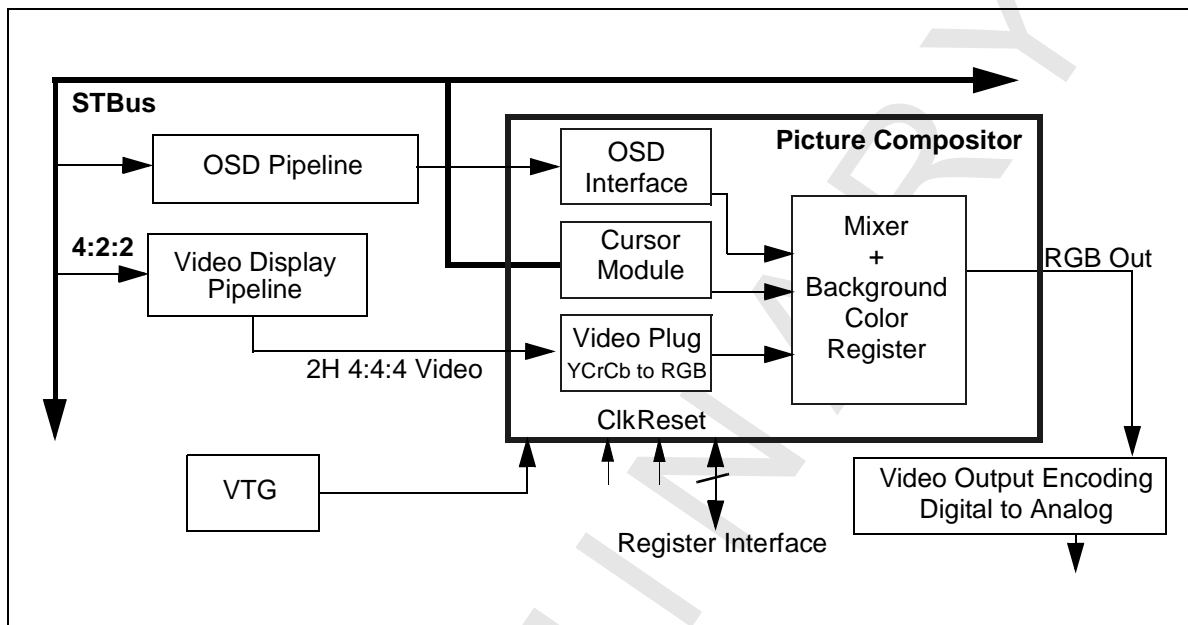 STBus
Picture Compositor
OSD Pipeline
OSD
Interface
4:2:2
Video Display
Pipeline
Cursor
Module
Mixer
+
Background
Color
Register
RGB Out
2H 4:4:4 Video
Video Plug
YCrCb to RGB
ClkReset
VTG
Register Interface
Video Output Encoding
Digital to Analog
INARY